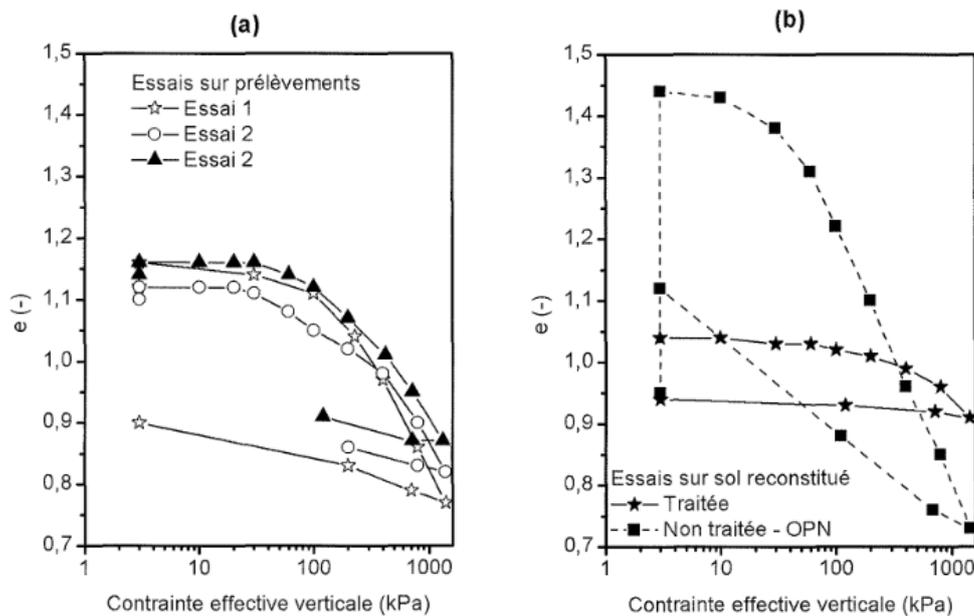 (a)
1,5
1,4
1,3
1,2
1,1
1,0
0,9
0,8
0,7
e (-)
Essais sur prélèvements
Essai 1
Essai 2
Essai 2
1
10
100
1000
Contrainte effective verticale (kPa)
(b)
1,5
1,4
1,3
1,2
1,1
1,0
0,9
0,8
0,7
e (-)
Essais sur sol reconstitué
Traitée
Non traitée - OPN
1
10
100
1000
Contrainte effective verticale (kPa)